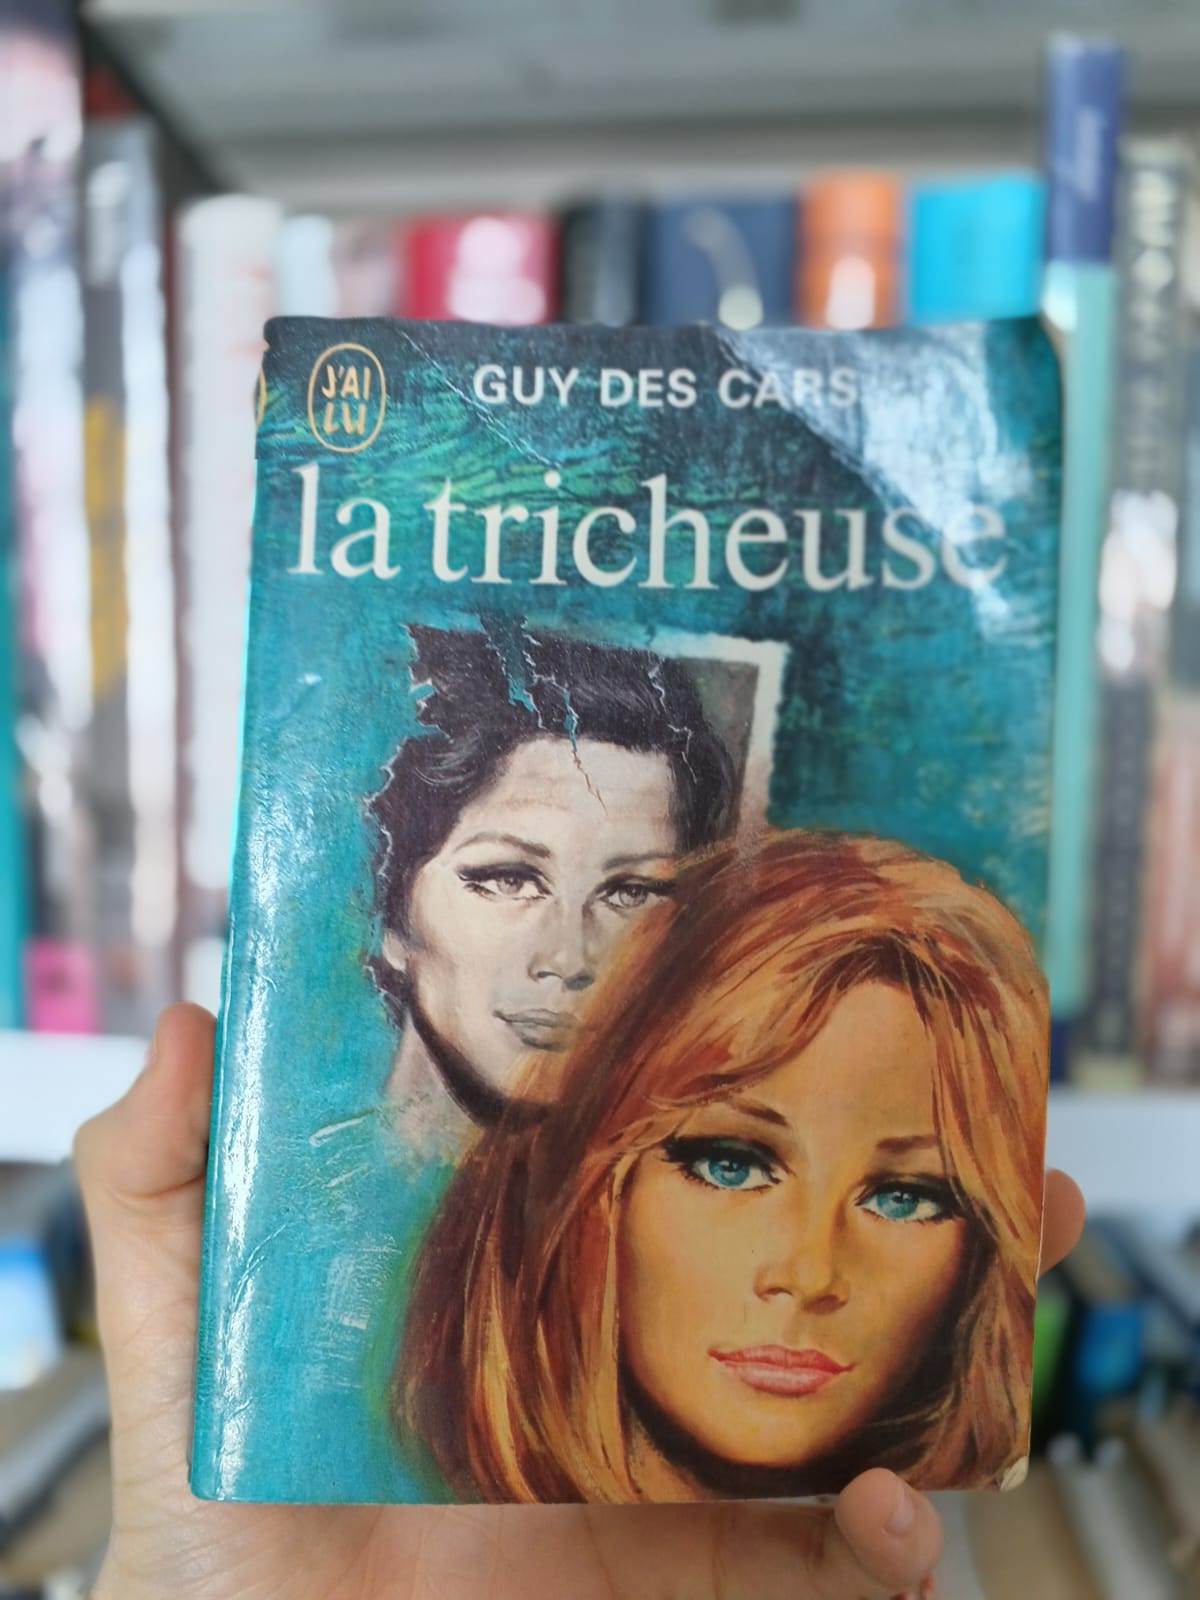 J'AI
LU
GUY DES CARS
la tricheuse